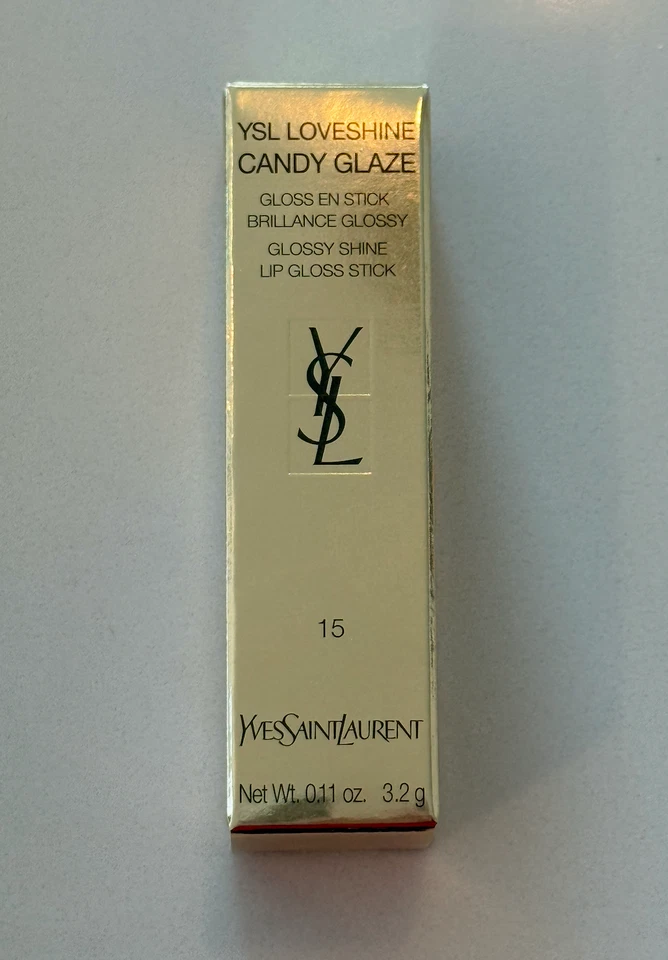 YSL LOVESHINE
CANDY GLAZE
GLOSS EN STICK
BRILLANCE GLOSSY
GLOSSY SHINE
LIP GLOSS STICK
YSL
15
YVESSAINTLAURENT
Net Wt. 0.11 oz. 3.2 g